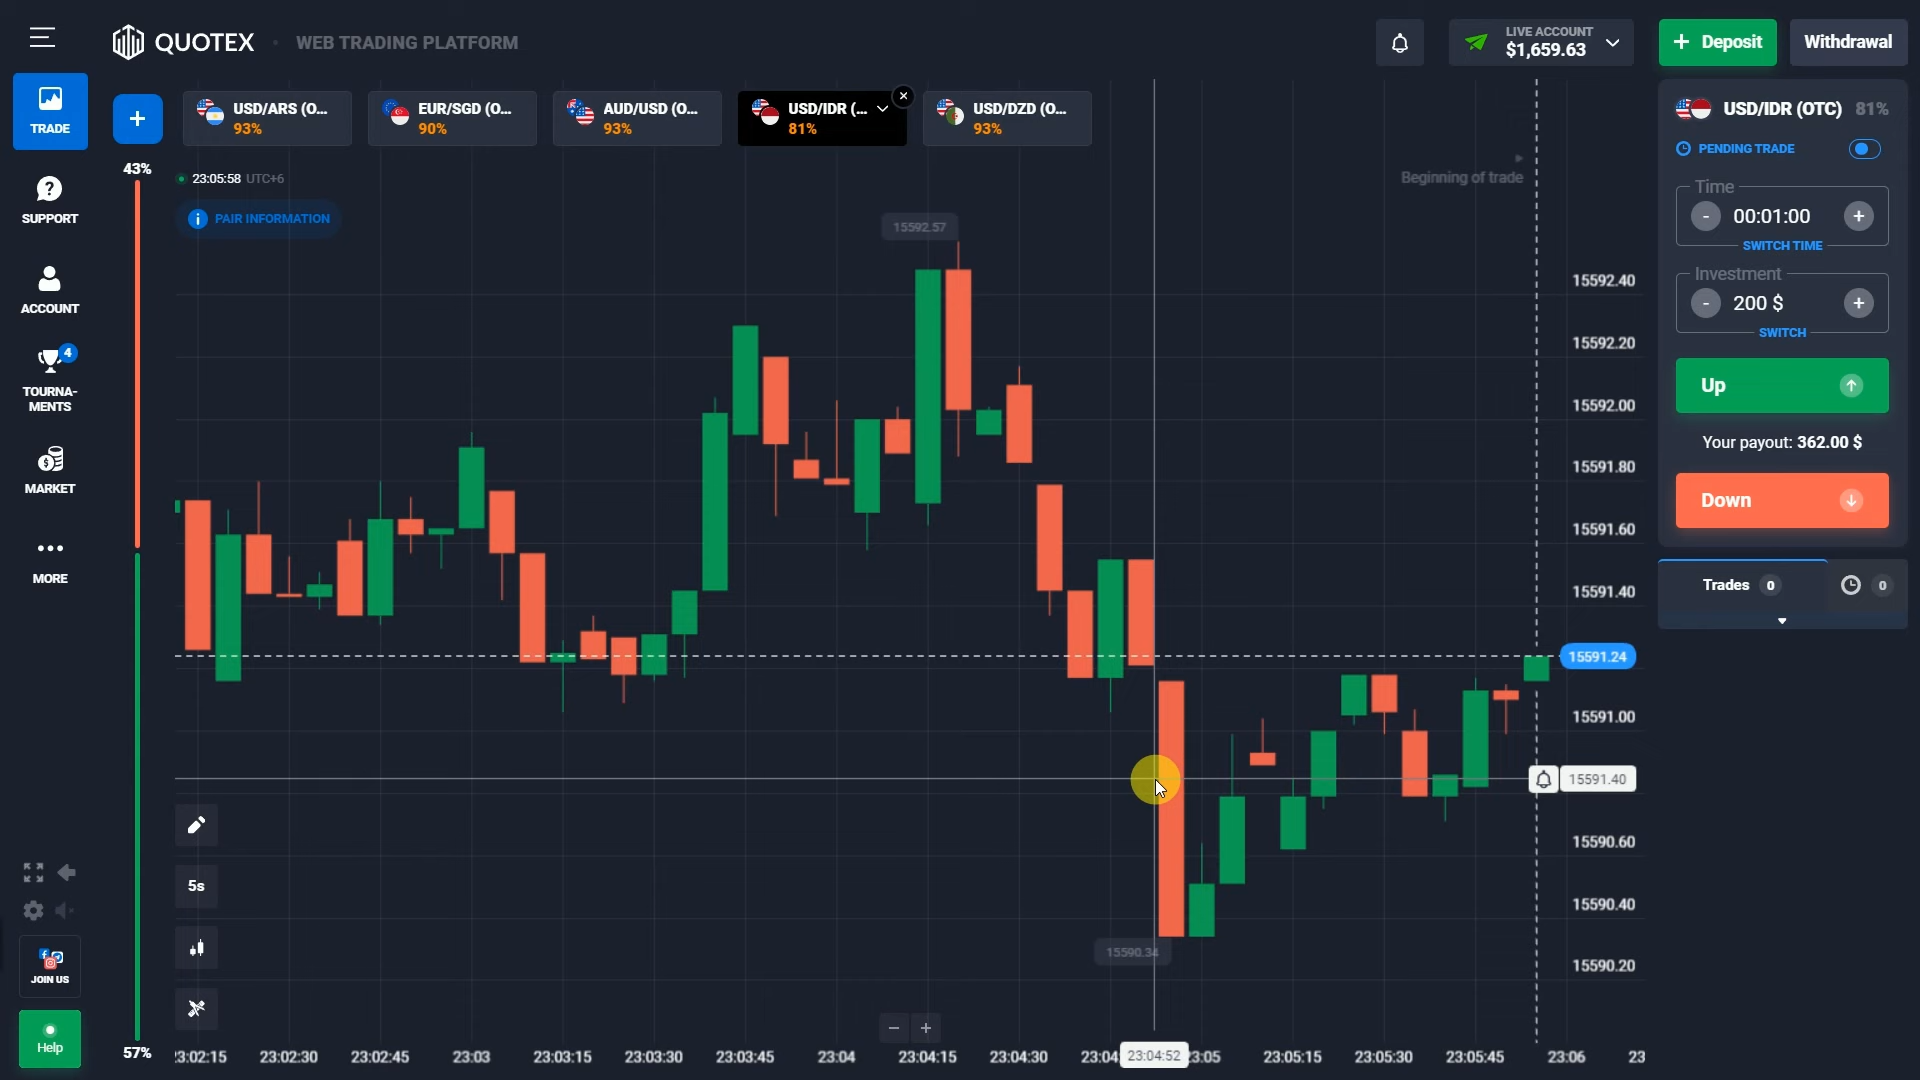 QUOTEX
WEB TRADING PLATFORM
LIVE ACCOUNT
$1,659.63
Deposit
Withdrawal
TRADE
SUPPORT
ACCOUNT
4
TOURNA-
MENTS
MARKET
MORE
JOIN US
Help
+
USD/ARS (O...
93%
EUR/SGD (O...
90%
AUD/USD (O...
93%
USD/IDR (...
81%
USD/DZD (O...
93%
43%
57%
23:05:58 UTC+6
PAIR INFORMATION
Beginning of trade
15592.57
15590.34
15592.40
15592.20
15592.00
15591.80
15591.60
15591.40
15591.24
15591.00
15591.40
15590.60
15590.40
15590.20
5s
23:02:15
23:02:30
23:02:45
23:03
23:03:15
23:03:30
23:03:45
23:04
23:04:15
23:04:30
23:04
23:04:52
23:05
23:05:15
23:05:30
23:05:45
23:06
23
USD/IDR (OTC) 81%
PENDING TRADE
Time
- 00:01:00 +
SWITCH TIME
Investment
- 200 $ +
SWITCH
Up
Your payout: 362.00 $
Down
Trades 0
0